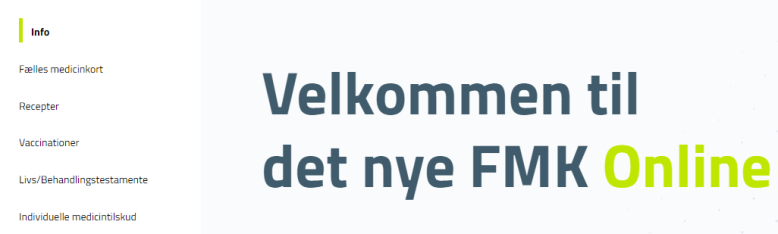 Info
Fælles medicinkort
Recepter
Vaccinationer
Livs/Behandlingstestamente
Individuelle medicintilskud
Velkommen til
det nye FMK Online